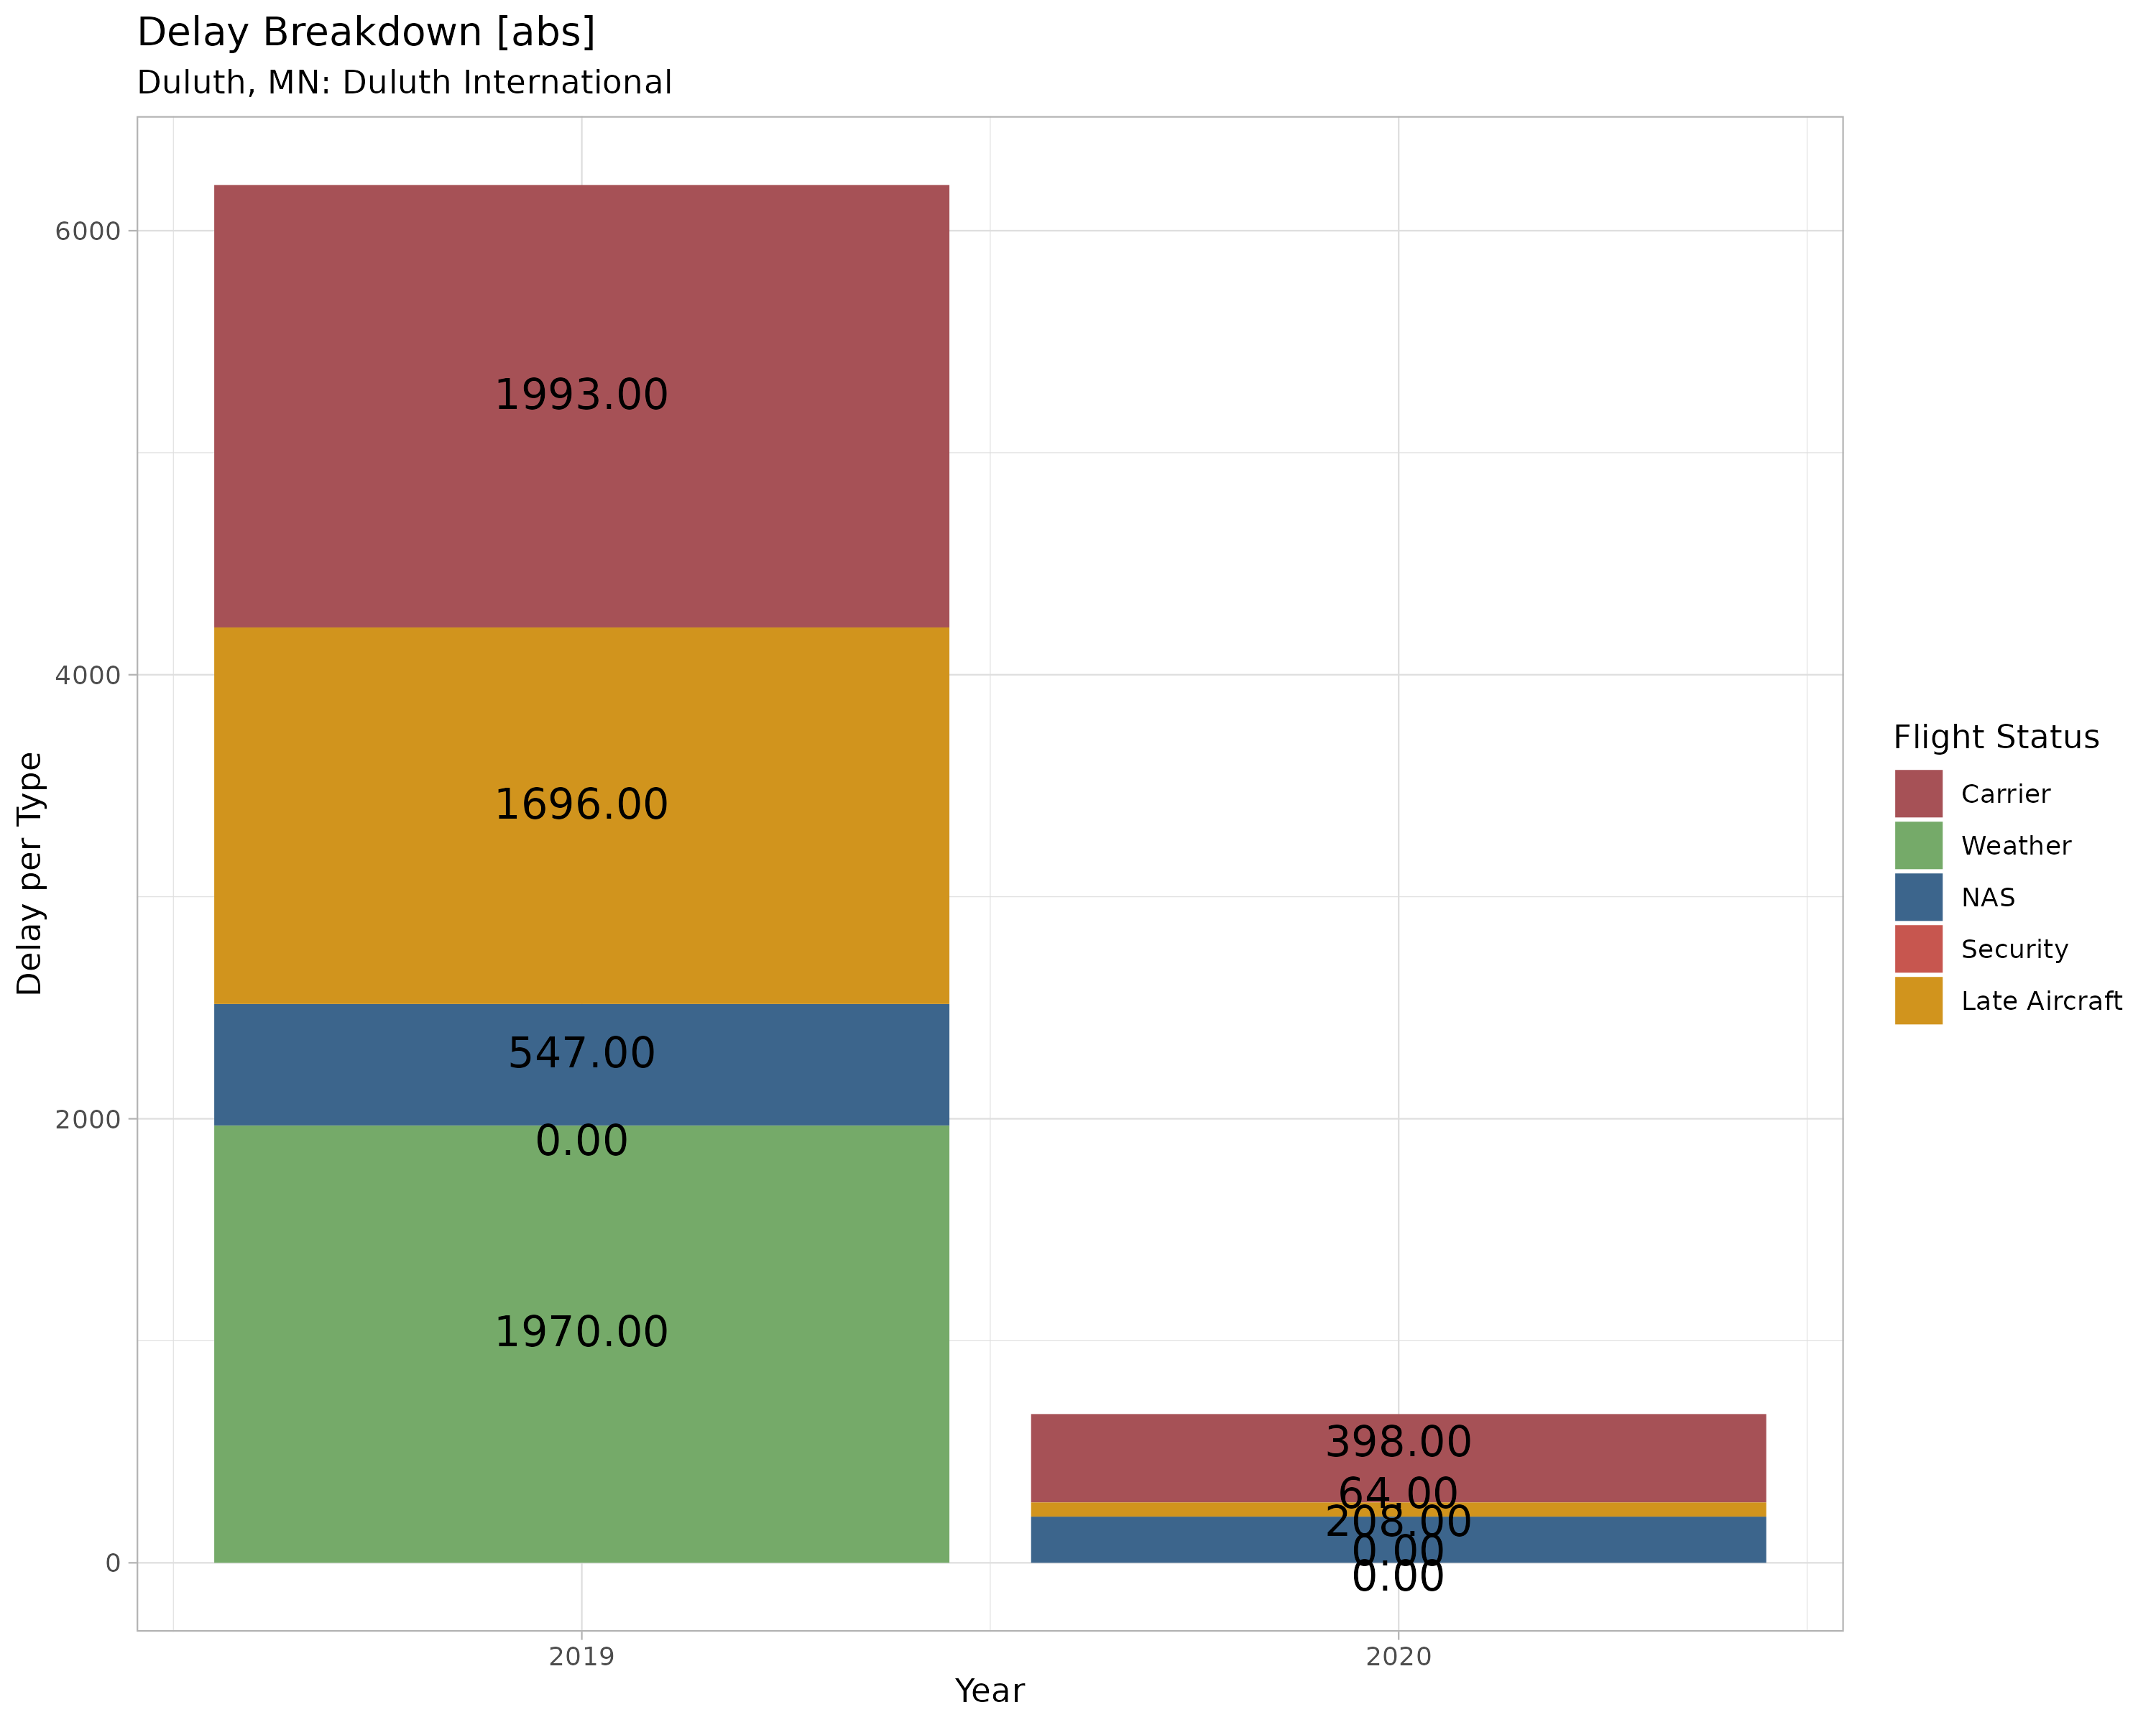 Delay Breakdown [abs]
Duluth, MN: Duluth International
6000
4000
2000
0
Delay per Type
1993.00
1696.00
547.00
0.00
1970.00
398.00
64.00
208.00
0.00
0.00
2019
2020
Year
Flight Status
Carrier
Weather
NAS
Security
Late Aircraft